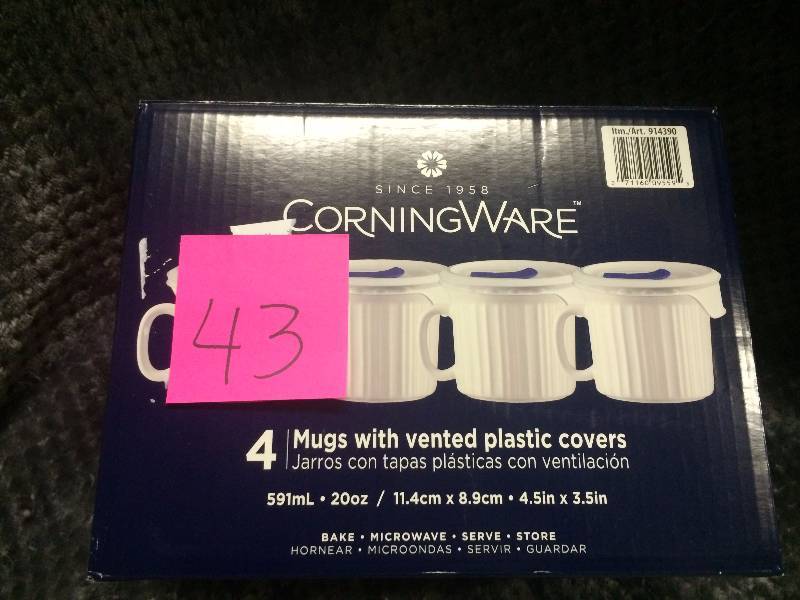 Itm./Art. 914390
SINCE 1958
CORNINGWARE™
43
4 Mugs with vented plastic covers
Jarros con tapas plásticas con ventilación
591mL • 20oz / 11.4cm x 8.9cm • 4.5in x 3.5in
BAKE • MICROWAVE • SERVE • STORE
HORNEAR • MICROONDAS • SERVIR • GUARDAR